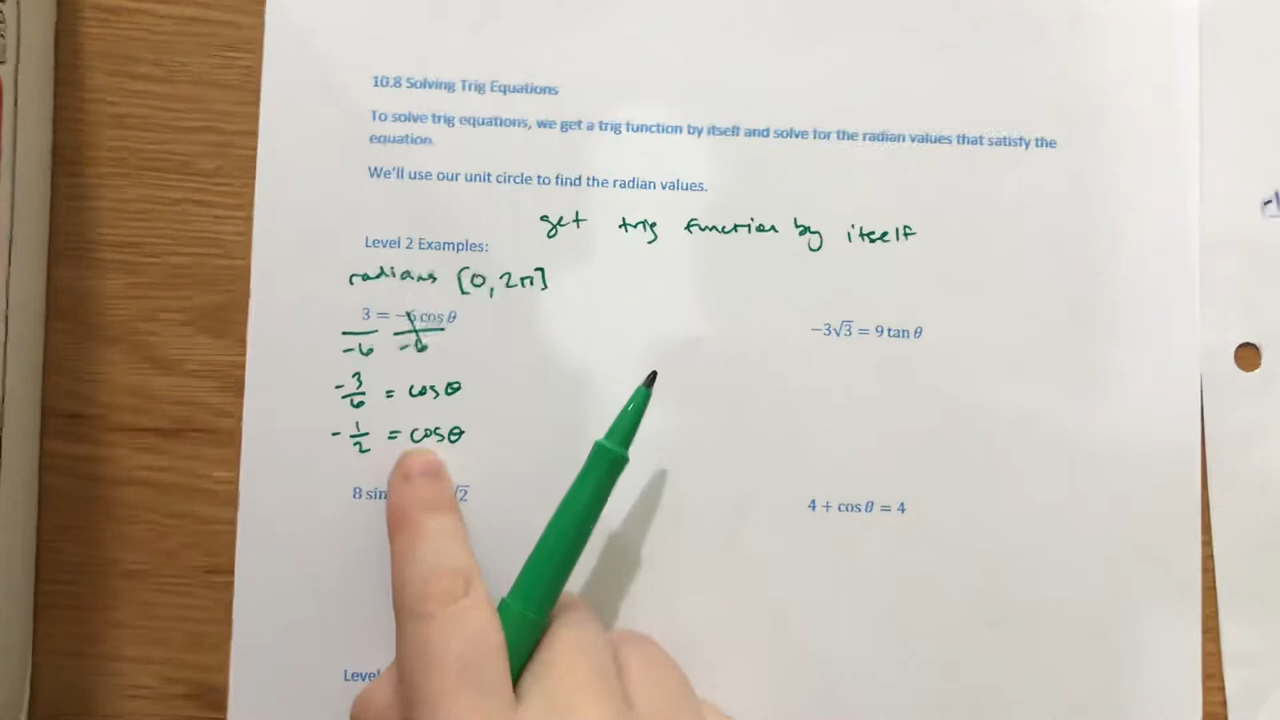 10.8 Solving Trig Equations
To solve trig equations, we get a trig function by itself and solve for the radian values that satisfy the
equation.
We'll use our unit circle to find the radian values.
get trig function by itself
Level 2 Examples:
radians [0, 2π]
3 = -6 cos θ
-6 -6
-3√3 = 9 tan θ
-3/6 = cosθ
-1/2 = cosθ
8 sin √2
4 + cos θ = 4
Level